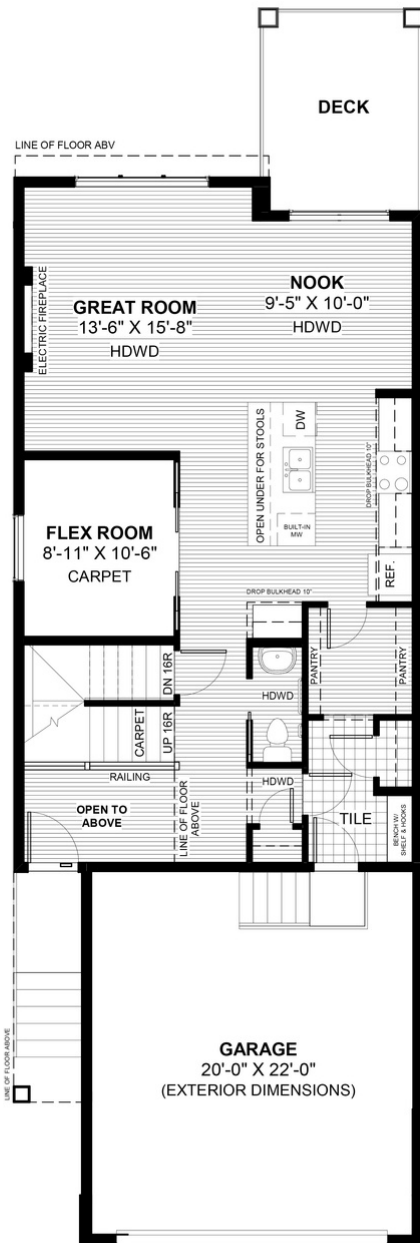 DECK
LINE OF FLOOR ABV
ELECTRIC FIREPLACE
GREAT ROOM
13'-6" X 15'-8"
HDWD
NOOK
9'-5" X 10'-0"
HDWD
OPEN UNDER FOR STOOLS
DW
BUILT-IN
MW
DROP BULKHEAD 10"
REF.
FLEX ROOM
8'-11" X 10'-6"
CARPET
DROP BULKHEAD 10"
PANTRY
PANTRY
DN 16R
HDWD
CARPET
UP 16R
RAILING
OPEN TO
ABOVE
LINE OF FLOOR
ABOVE
HDWD
TILE
BENCH W/
SHELF & HOOKS
LINE OF FLOOR ABOVE
GARAGE
20'-0" X 22'-0"
(EXTERIOR DIMENSIONS)